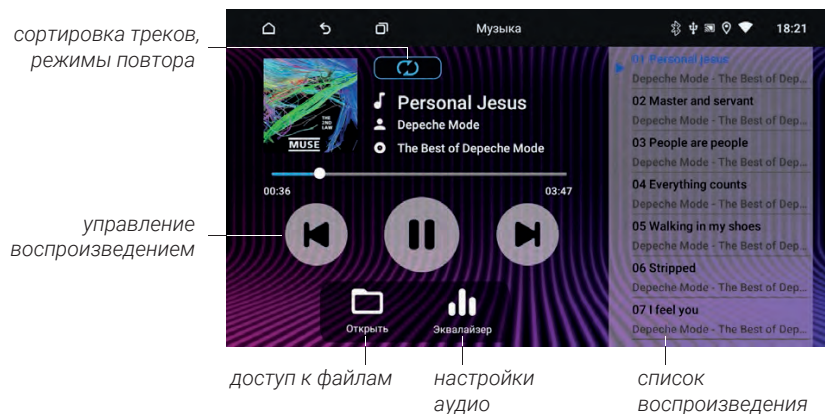 сортировка треков,
режимы повтора
управление
воспроизведением
Музыка
18:21
THE
2ND
LAW
MUSE
Personal Jesus
Depeche Mode
The Best of Depeche Mode
00:36
03:47
Открыть
Эквалайзер
01 Personal jesus
Depeche Mode - The Best of Dep...
02 Master and servant
Depeche Mode - The Best of Dep...
03 People are people
Depeche Mode - The Best of Dep...
04 Everything counts
Depeche Mode - The Best of Dep...
05 Walking in my shoes
Depeche Mode - The Best of Dep...
06 Stripped
Depeche Mode - The Best of Dep...
07 I feel you
Depeche Mode - The Best of Dep...
доступ к файлам
настройки
аудио
список
воспроизведения